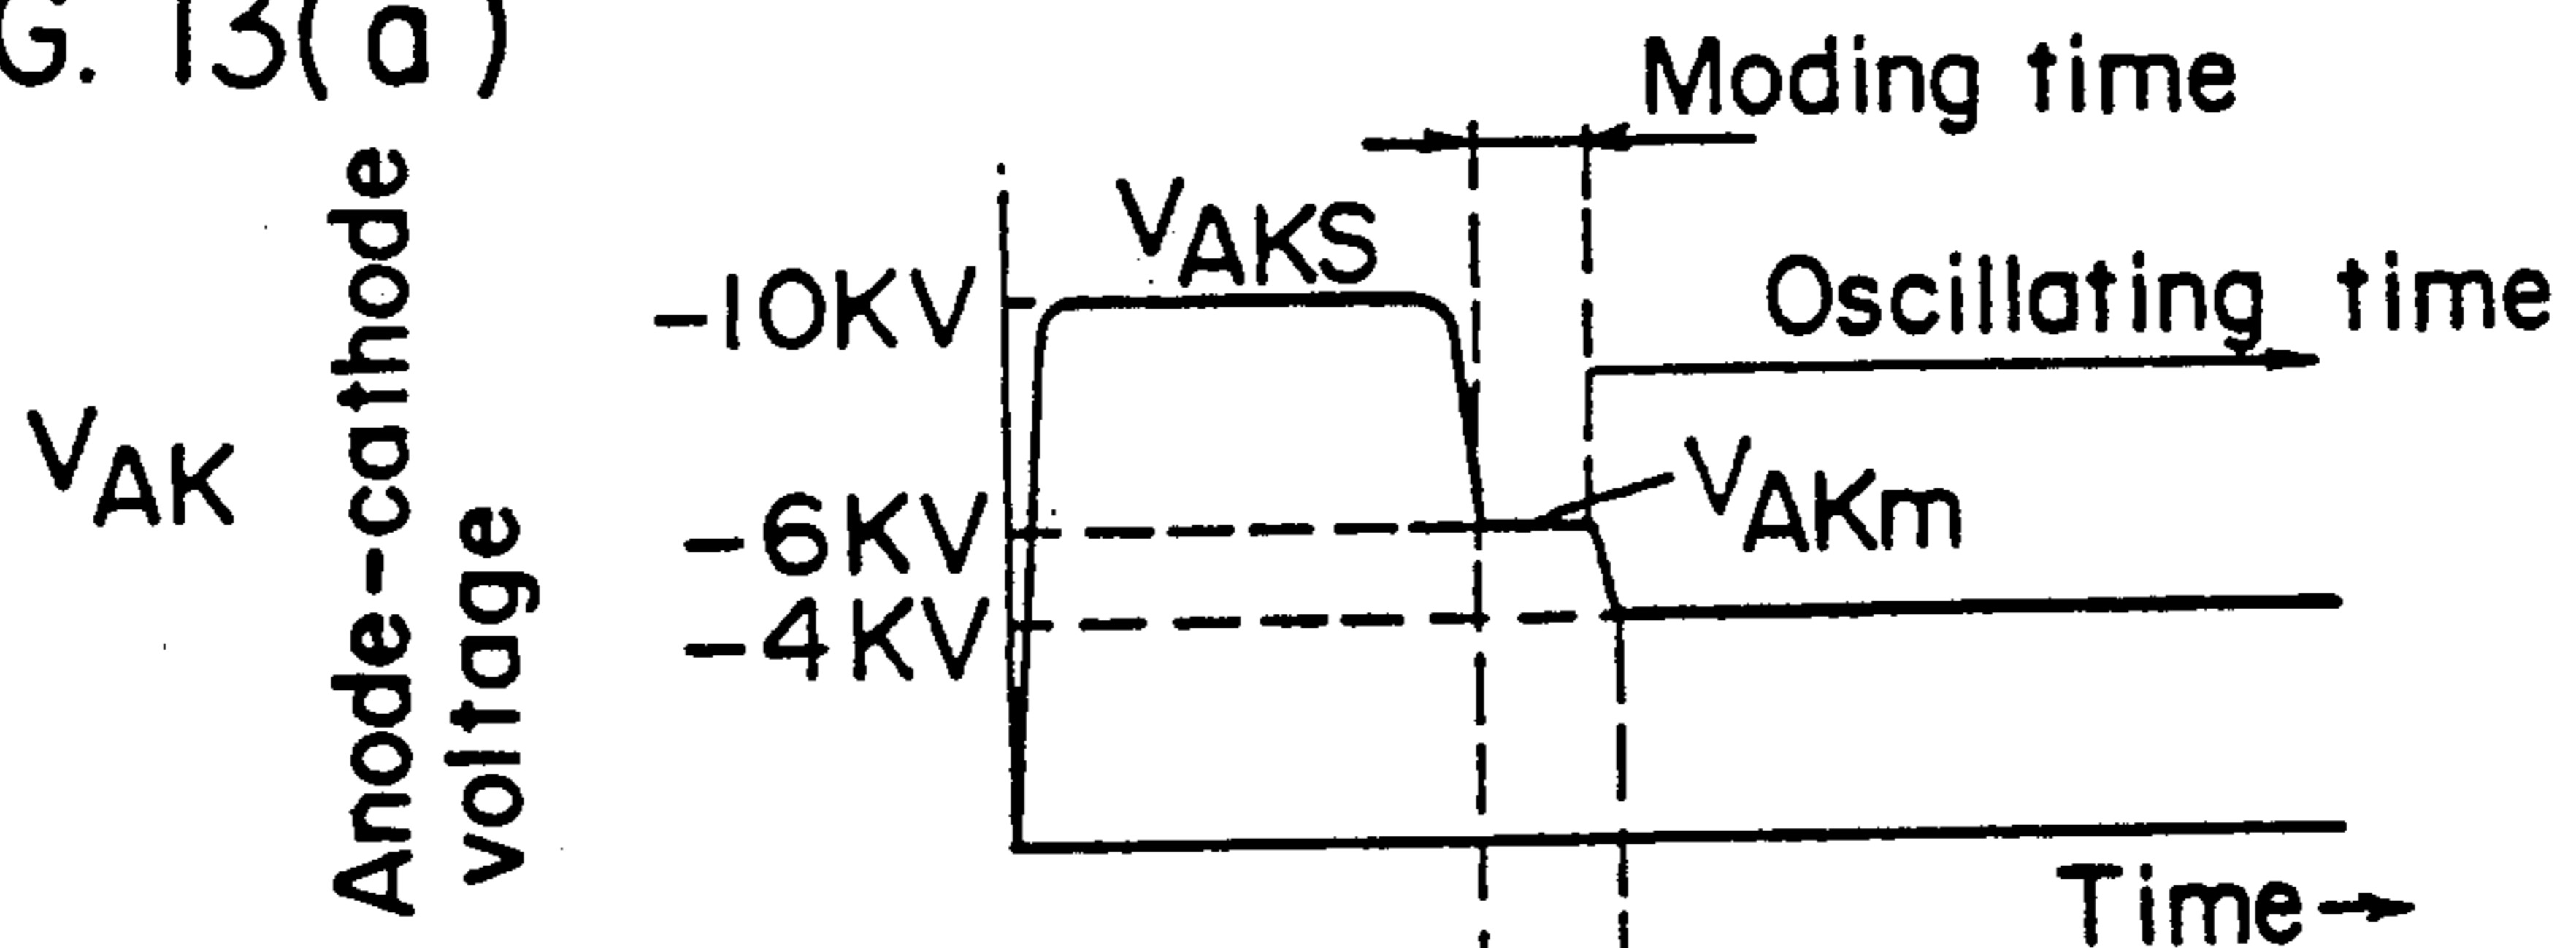 G. 13(a)
Moding time
VAKS
-10KV
Oscillating time
VAK
Anode-cathode
voltage
-6KV
VAKm
-4KV
Time